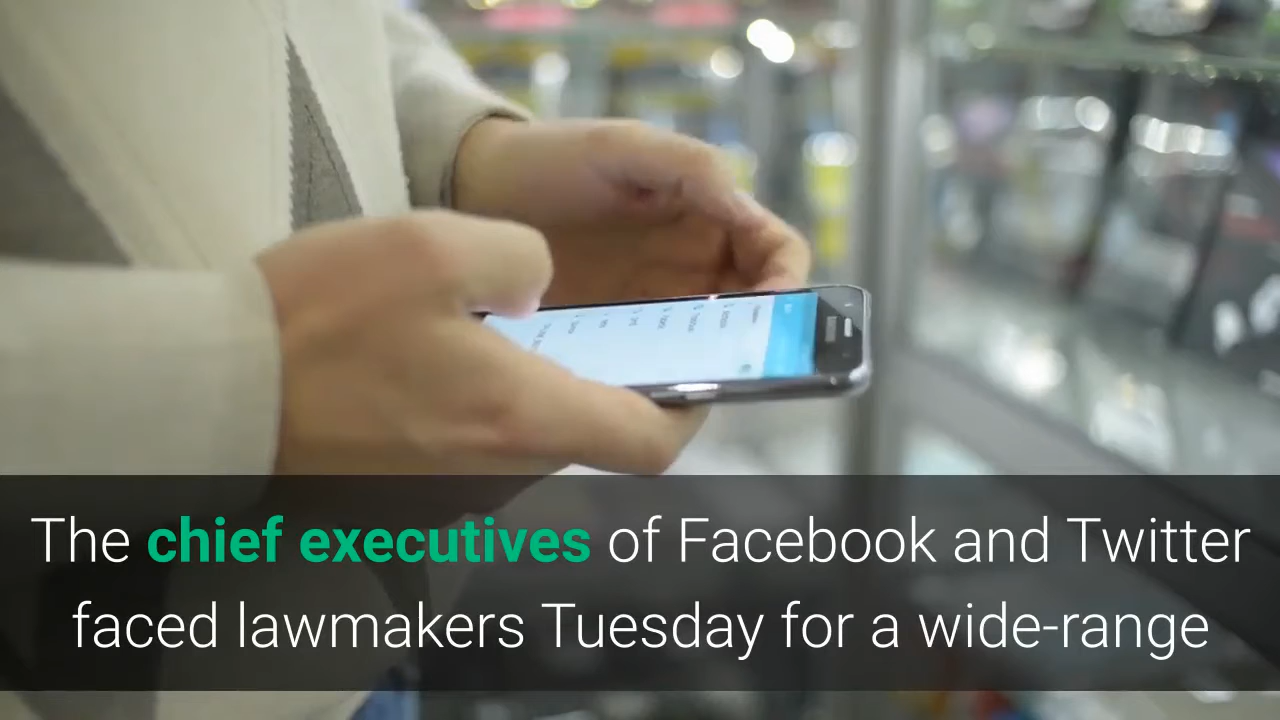 The chief executives of Facebook and Twitter
faced lawmakers Tuesday for a wide-range